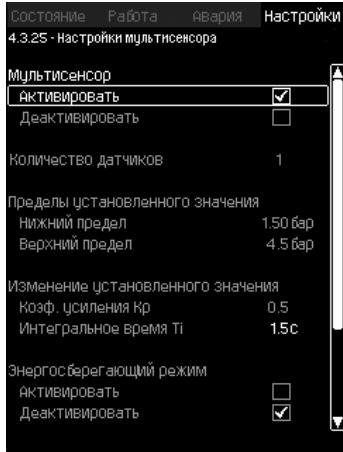 Состояние Работа Авария Настройки
4.3.25 - Настройки мультисенсора
Мультисенсор
Активировать
Деактивировать
Количество датчиков 1
Пределы установленного значения
Нижний предел 1.50 бар
Верхний предел 4.5 бар
Изменение установленного значения
Коэф. усиления Kp 0.5
Интегральное время Ti 1.5с
Энергосберегающий режим
Активировать
Деактивировать